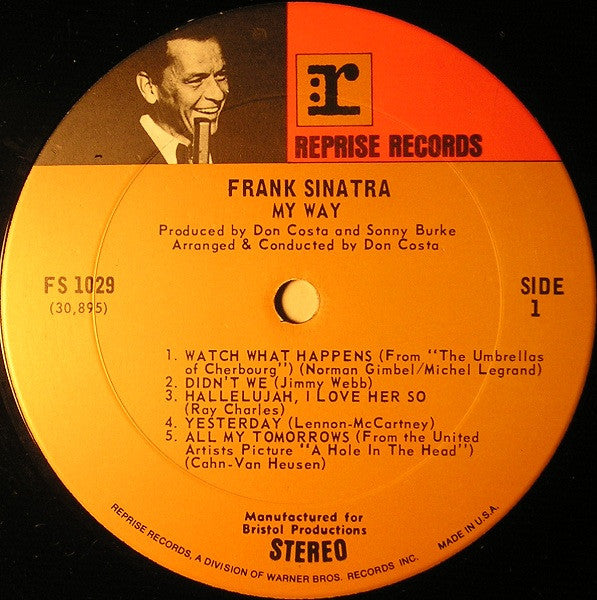 r
REPRISE RECORDS
FRANK SINATRA
MY WAY
Produced by Don Costa and Sonny Burke
Arranged & Conducted by Don Costa
FS 1029
(30,895)
SIDE
1
1. WATCH WHAT HAPPENS (From "The Umbrellas
of Cherbourg") (Norman Gimbel/Michel Legrand)
2. DIDN'T WE (Jimmy Webb)
3. HALLELUJAH, I LOVE HER SO
(Ray Charles)
4. YESTERDAY (Lennon-McCartney)
5. ALL MY TOMORROWS (From the United
Artists Picture "A Hole In The Head")
(Cahn-Van Heusen)
Manufactured for
Bristol Productions
STEREO
REPRISE RECORDS, A DIVISION OF WARNER BROS. RECORDS INC.
MADE IN U.S.A.